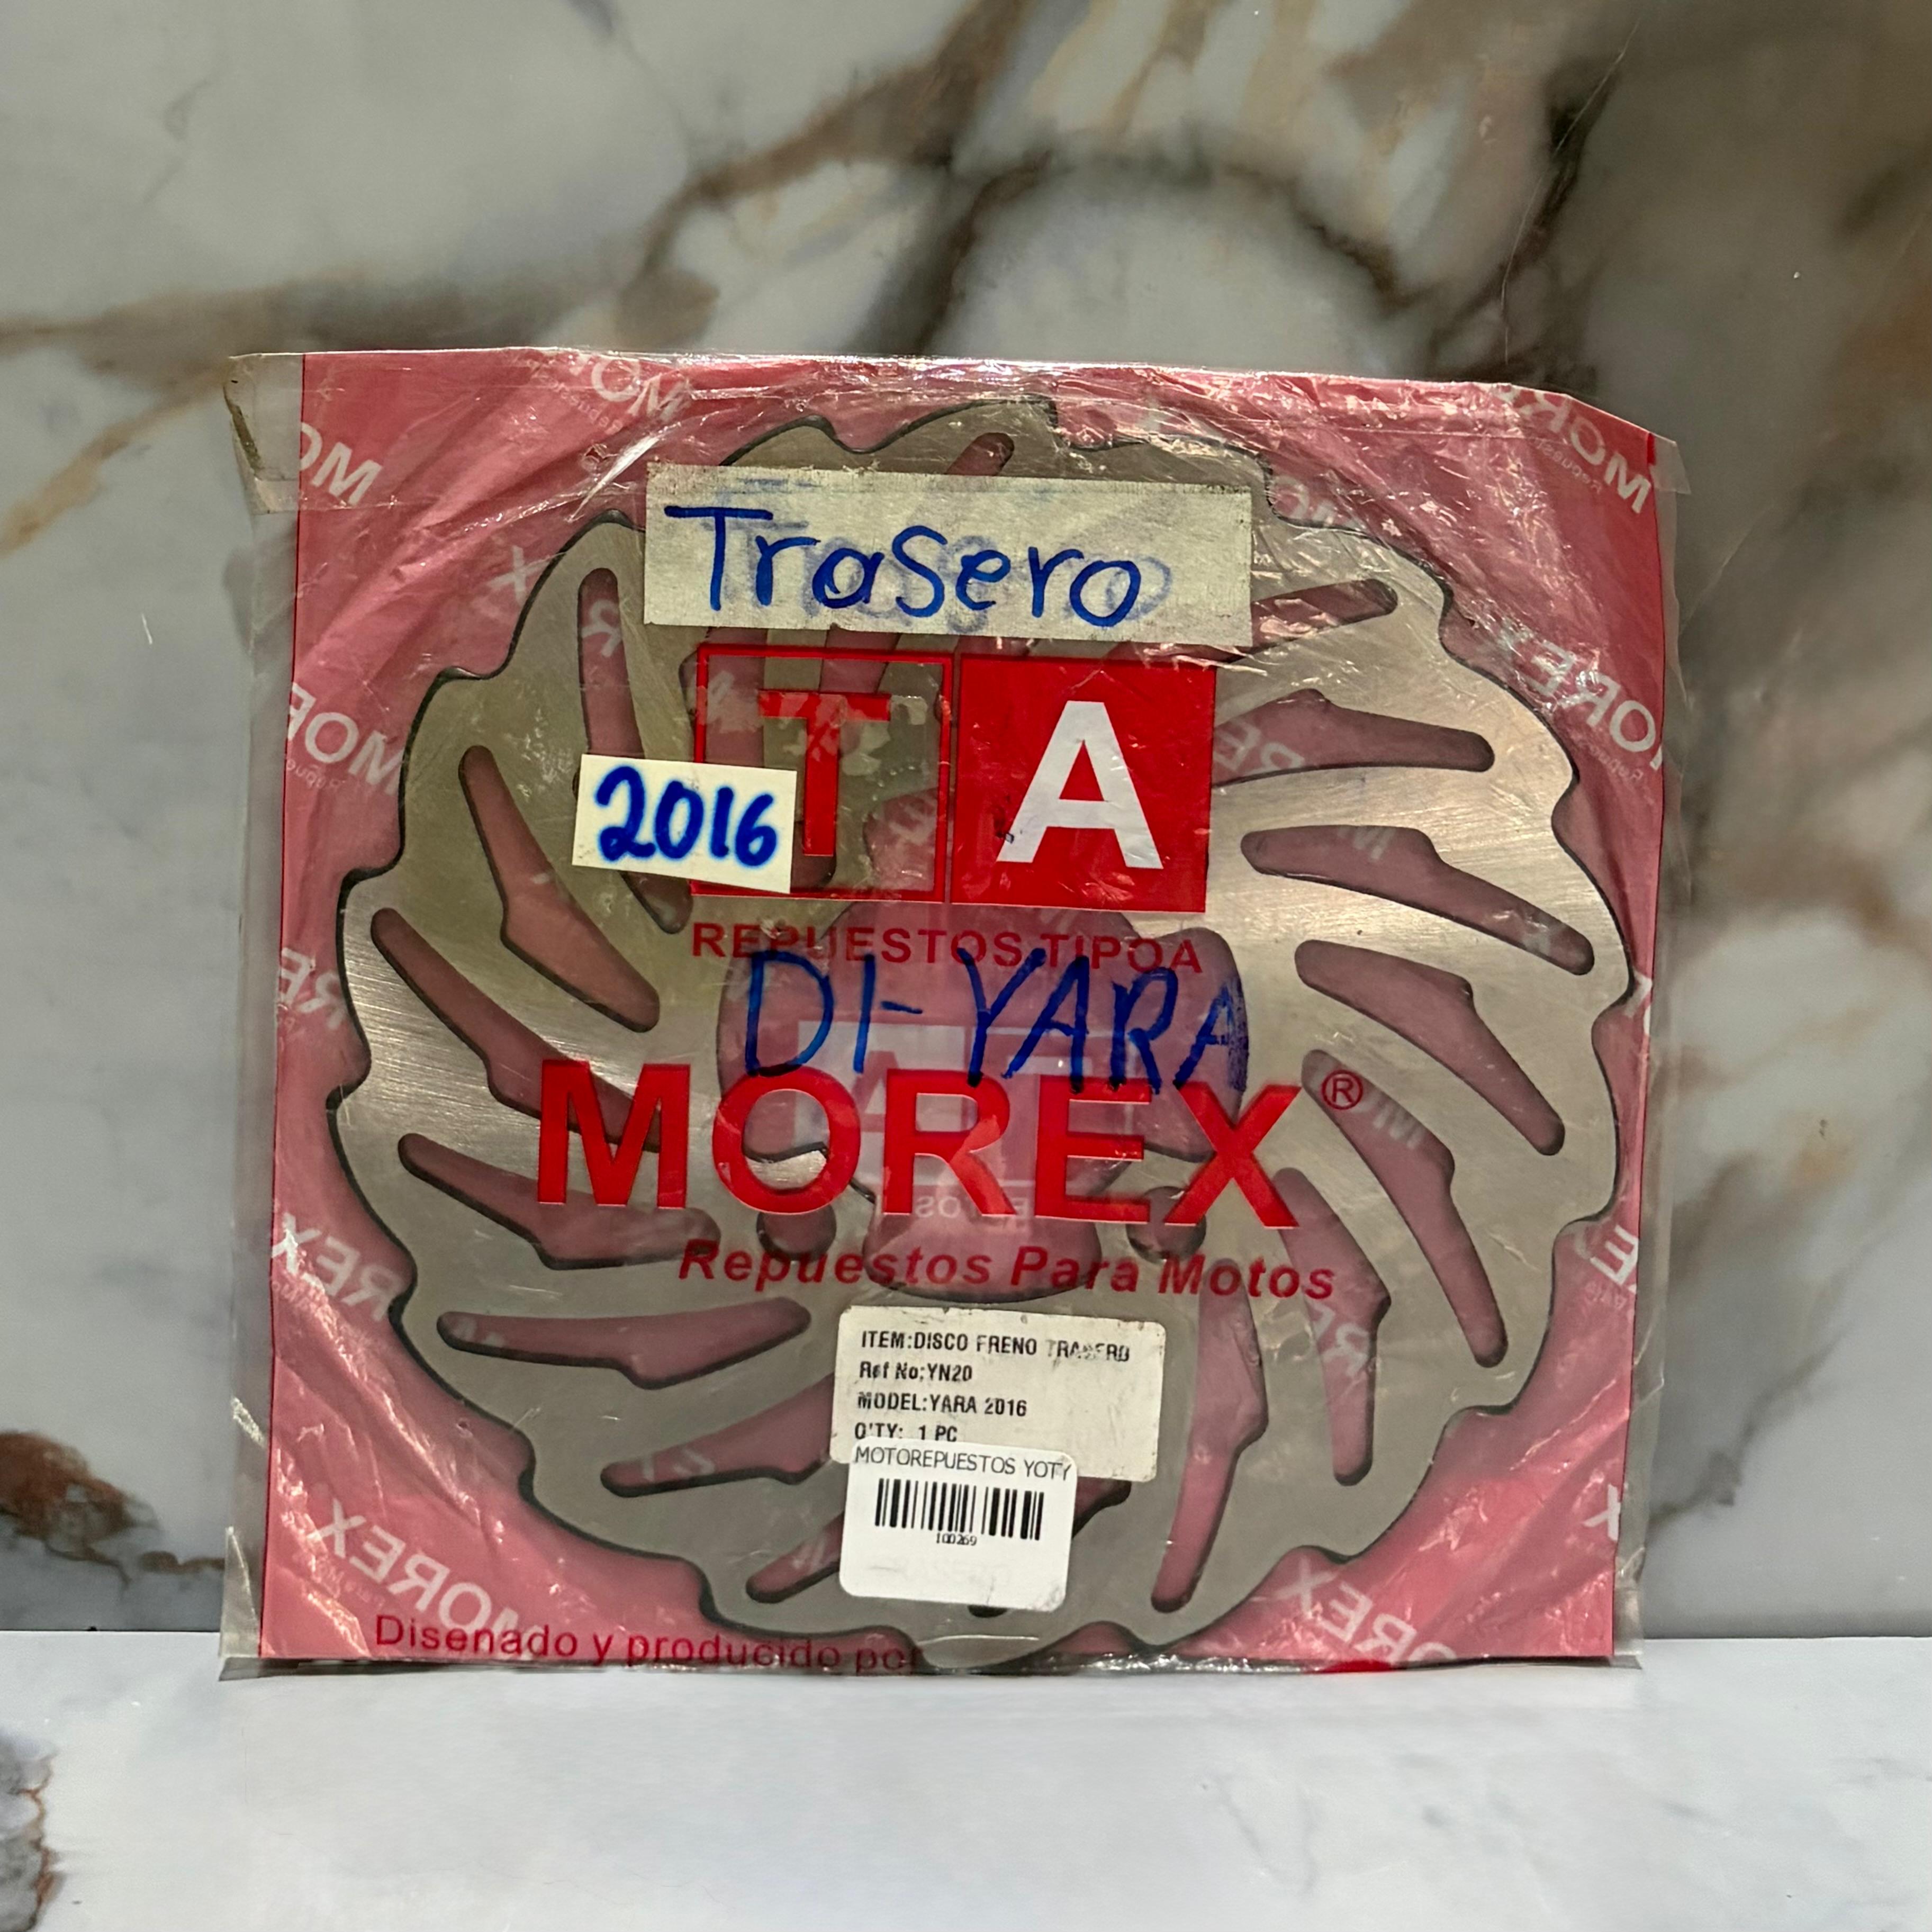 Trasero
T A
2016
REPUESTOS TIPO A
DI-YARA
MOREX®
Repuestos Para Motos
ITEM:DISCO FRENO TRASERO
Ref No:YN20
MODEL:YARA 2016
Q'TY: 1 PC
MOTOREPUESTOS YOTY
100269
Disenado y producido por